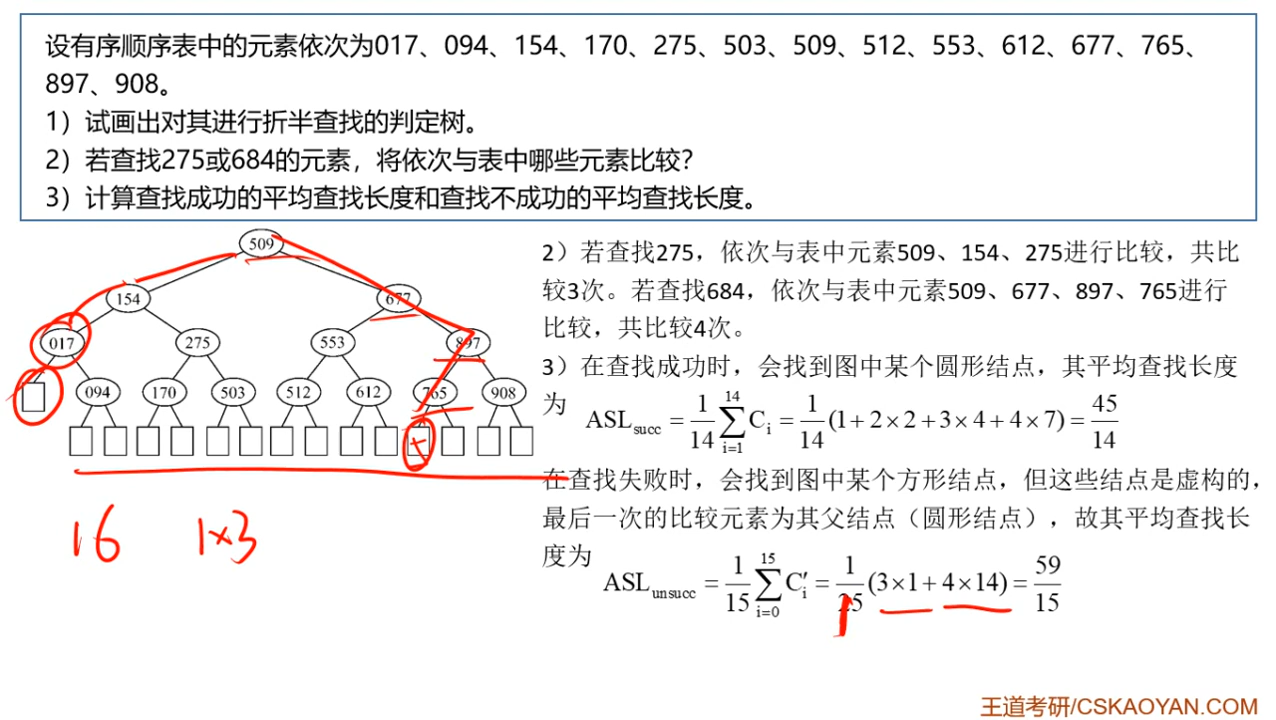 设有序顺序表中的元素依次为017、094、154、170、275、503、509、512、553、612、677、765、
897、908。
1）试画出对其进行折半查找的判定树。
2）若查找275或684的元素，将依次与表中哪些元素比较？
3）计算查找成功的平均查找长度和查找不成功的平均查找长度。
509
154 677
017 275 553 897
094 170 503 512 612 765 908
16 1×3
2）若查找275，依次与表中元素509、154、275进行比较，共比
较3次。若查找684，依次与表中元素509、677、897、765进行
比较，共比较4次。
3）在查找成功时，会找到图中某个圆形结点，其平均查找长度
为 ASL_succ = 1/14 ∑_{i=1}^{14} C_i = 1/14 (1+2×2+3×4+4×7) = 45/14
在查找失败时，会找到图中某个方形结点，但这些结点是虚构的，
最后一次的比较元素为其父结点（圆形结点），故其平均查找长
度为 ASL_unsucc = 1/15 ∑_{i=0}^{15} C'_i = 1/25 (3×1+4×14) = 59/15
王道考研/CSKAOYAN.COM